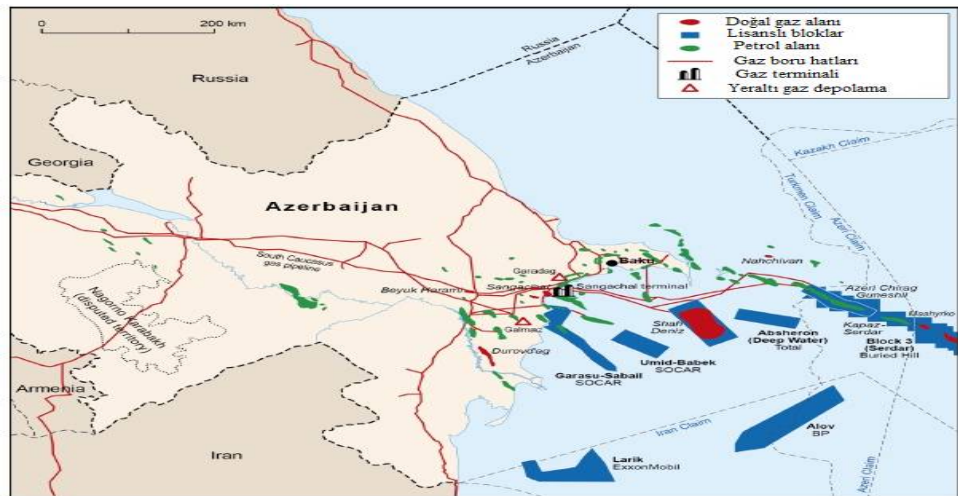 0
200 km
Doğal gaz alanı
Lisanslı bloklar
Petrol alanı
Gaz boru hatları
Gaz terminali
Yeraltı gaz depolama
Russia
Azerbaijan
Russia
Georgia
Kazakh Claim
Turkmen Claim
Azeri Claim
Azerbaijan
Baku
Nahchivan
South Caucasus
gas pipeline
Garadag
Sangachal
Sangachal terminal
Azeri Chirag
Guneshli
Mashyrko
Nagorno Karabakh
(disputed territory)
Galmaz
Shah
Deniz
Absheron
(Deep Water)
Total
Kapaz-
Serdar
Block 3
(Serdar)
Buried Hill
Durovdag
Umid-Babek
SOCAR
Garasu-Sabail
SOCAR
Armenia
Iran Claim
Alov
BP
Iran
Larik
ExxonMobil
Azeri Claim